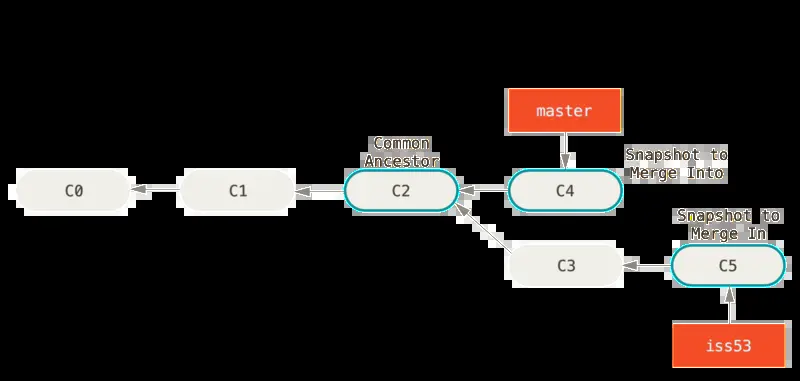 master
Common
Ancestor
Snapshot to
Merge Into
C0
C1
C2
C4
Snapshot to
Merge In
C3
C5
iss53